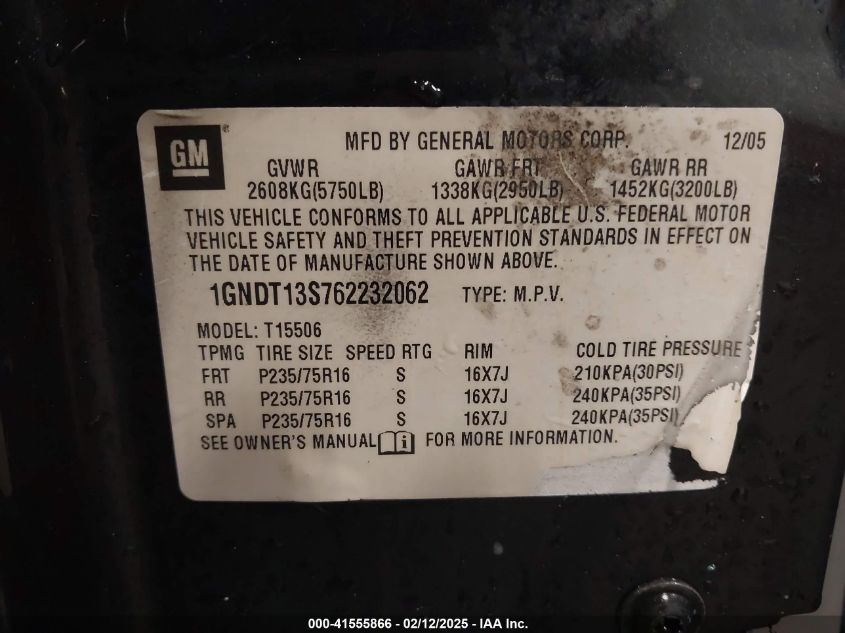 GM ® MFD BY GENERAL MOTORS CORP. 12/05
GVWR GAWR FRT GAWR RR
2608KG(5750LB) 1338KG(2950LB) 1452KG(3200LB)
THIS VEHICLE CONFORMS TO ALL APPLICABLE U.S. FEDERAL MOTOR
VEHICLE SAFETY AND THEFT PREVENTION STANDARDS IN EFFECT ON
THE DATE OF MANUFACTURE SHOWN ABOVE.
1GNDT13S762232062 TYPE: M.P.V.
MODEL: T15506
TPMG TIRE SIZE SPEED RTG RIM COLD TIRE PRESSURE
FRT P235/75R16 S 16X7J 210KPA(30PSI)
RR P235/75R16 S 16X7J 240KPA(35PSI)
SPA P235/75R16 S 16X7J 240KPA(35PSI)
SEE OWNER'S MANUAL i FOR MORE INFORMATION.
000-41555866 - 02/12/2025 - IAA Inc.